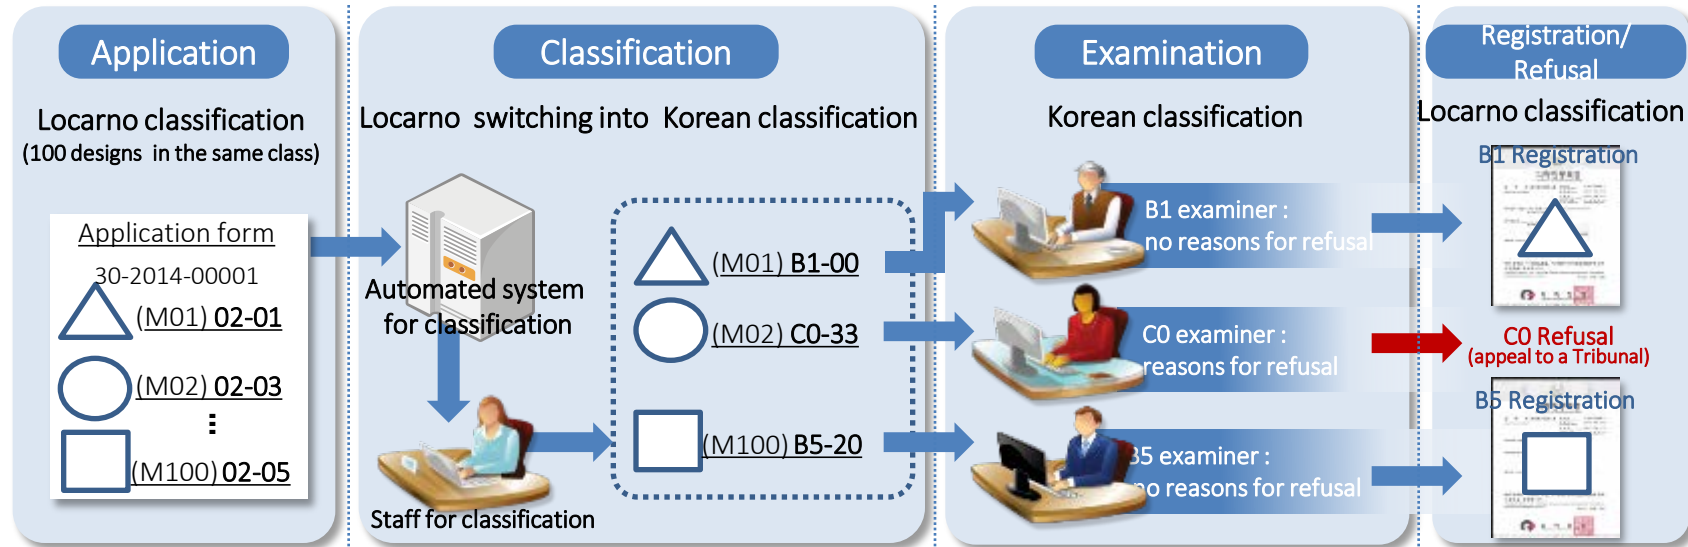 Application
Locarno classification
(100 designs in the same class)
Application form
30-2014-00001
(M01) 02-01
(M02) 02-03
⋮
(M100) 02-05
Classification
Locarno switching into Korean classification
Automated system
for classification
Staff for classification
(M01) B1-00
(M02) C0-33
(M100) B5-20
Examination
Korean classification
B1 examiner :
no reasons for refusal
C0 examiner :
reasons for refusal
B5 examiner :
no reasons for refusal
Registration/
Refusal
Locarno classification
B1 Registration
C0 Refusal
(appeal to a Tribunal)
B5 Registration